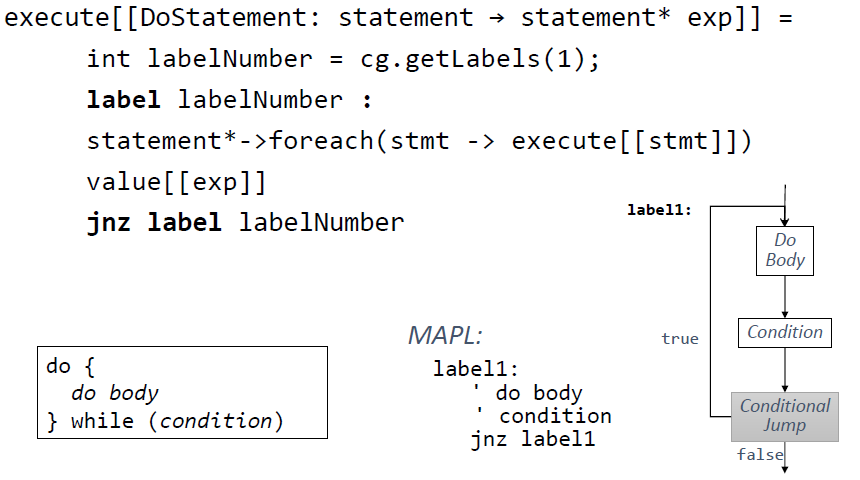 execute[[DoStatement: statement → statement* exp]] =
int labelNumber = cg.getLabels(1);
label labelNumber :
statement*->foreach(stmt -> execute[[stmt]])
value[[exp]]
jnz label labelNumber
label1:
Do
Body
Condition
true
Conditional
Jump
false
do {
do body
} while (condition)
MAPL:
label1:
' do body
' condition
jnz label1